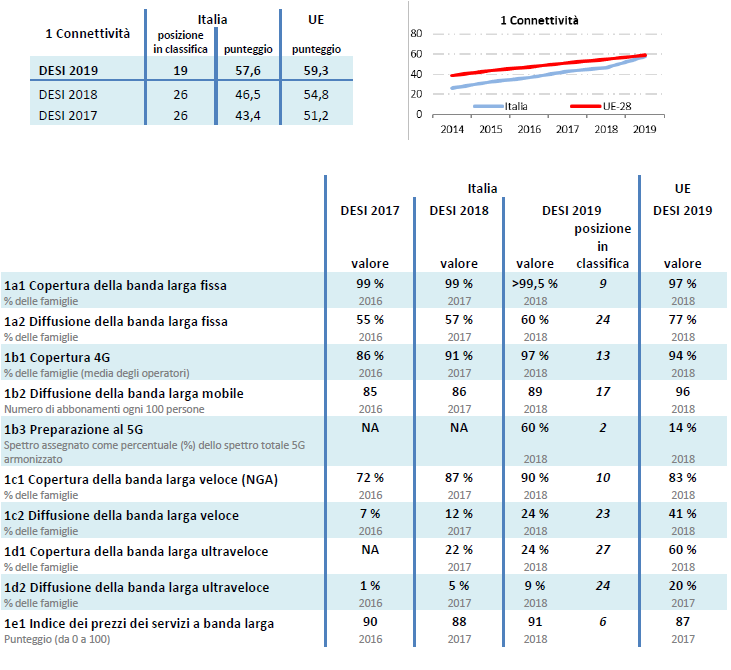 1 Connettività
Italia
UE
posizione in classifica
punteggio
punteggio
DESI 2019 19 57,6 59,3
DESI 2018 26 46,5 54,8
DESI 2017 26 43,4 51,2
1 Connettività
80
60
40
20
0
Italia UE-28
2014 2015 2016 2017 2018 2019
Italia UE
DESI 2017 DESI 2018 DESI 2019 DESI 2019
posizione
in
valore valore valore classifica valore
1a1 Copertura della banda larga fissa 99 % 99 % >99,5 % 9 97 %
% delle famiglie 2016 2017 2018 2018
1a2 Diffusione della banda larga fissa 55 % 57 % 60 % 24 77 %
% delle famiglie 2016 2017 2018 2018
1b1 Copertura 4G 86 % 91 % 97 % 13 94 %
% delle famiglie (media degli operatori) 2016 2017 2018 2018
1b2 Diffusione della banda larga mobile 85 86 89 17 96
Numero di abbonamenti ogni 100 persone 2016 2017 2018 2018
1b3 Preparazione al 5G NA NA 60 % 2 14 %
Spettro assegnato come percentuale (%) dello spettro totale 5G
armonizzato 2018 2018
1c1 Copertura della banda larga veloce (NGA) 72 % 87 % 90 % 10 83 %
% delle famiglie 2016 2017 2018 2018
1c2 Diffusione della banda larga veloce 7 % 12 % 24 % 23 41 %
% delle famiglie 2016 2017 2018 2018
1d1 Copertura della banda larga ultraveloce NA 22 % 24 % 27 60 %
% delle famiglie 2017 2018 2018
1d2 Diffusione della banda larga ultraveloce 1 % 5 % 9 % 24 20 %
% delle famiglie 2016 2017 2018 2017
1e1 Indice dei prezzi dei servizi a banda larga 90 88 91 6 87
Punteggio (da 0 a 100) 2016 2017 2018 2017